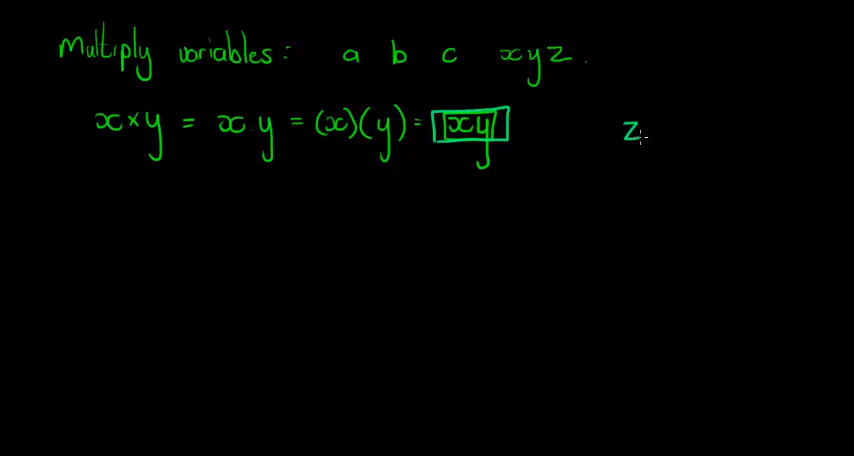 Multiply variables: a b c x y z.
x × y = x.y = (x)(y) = xy z